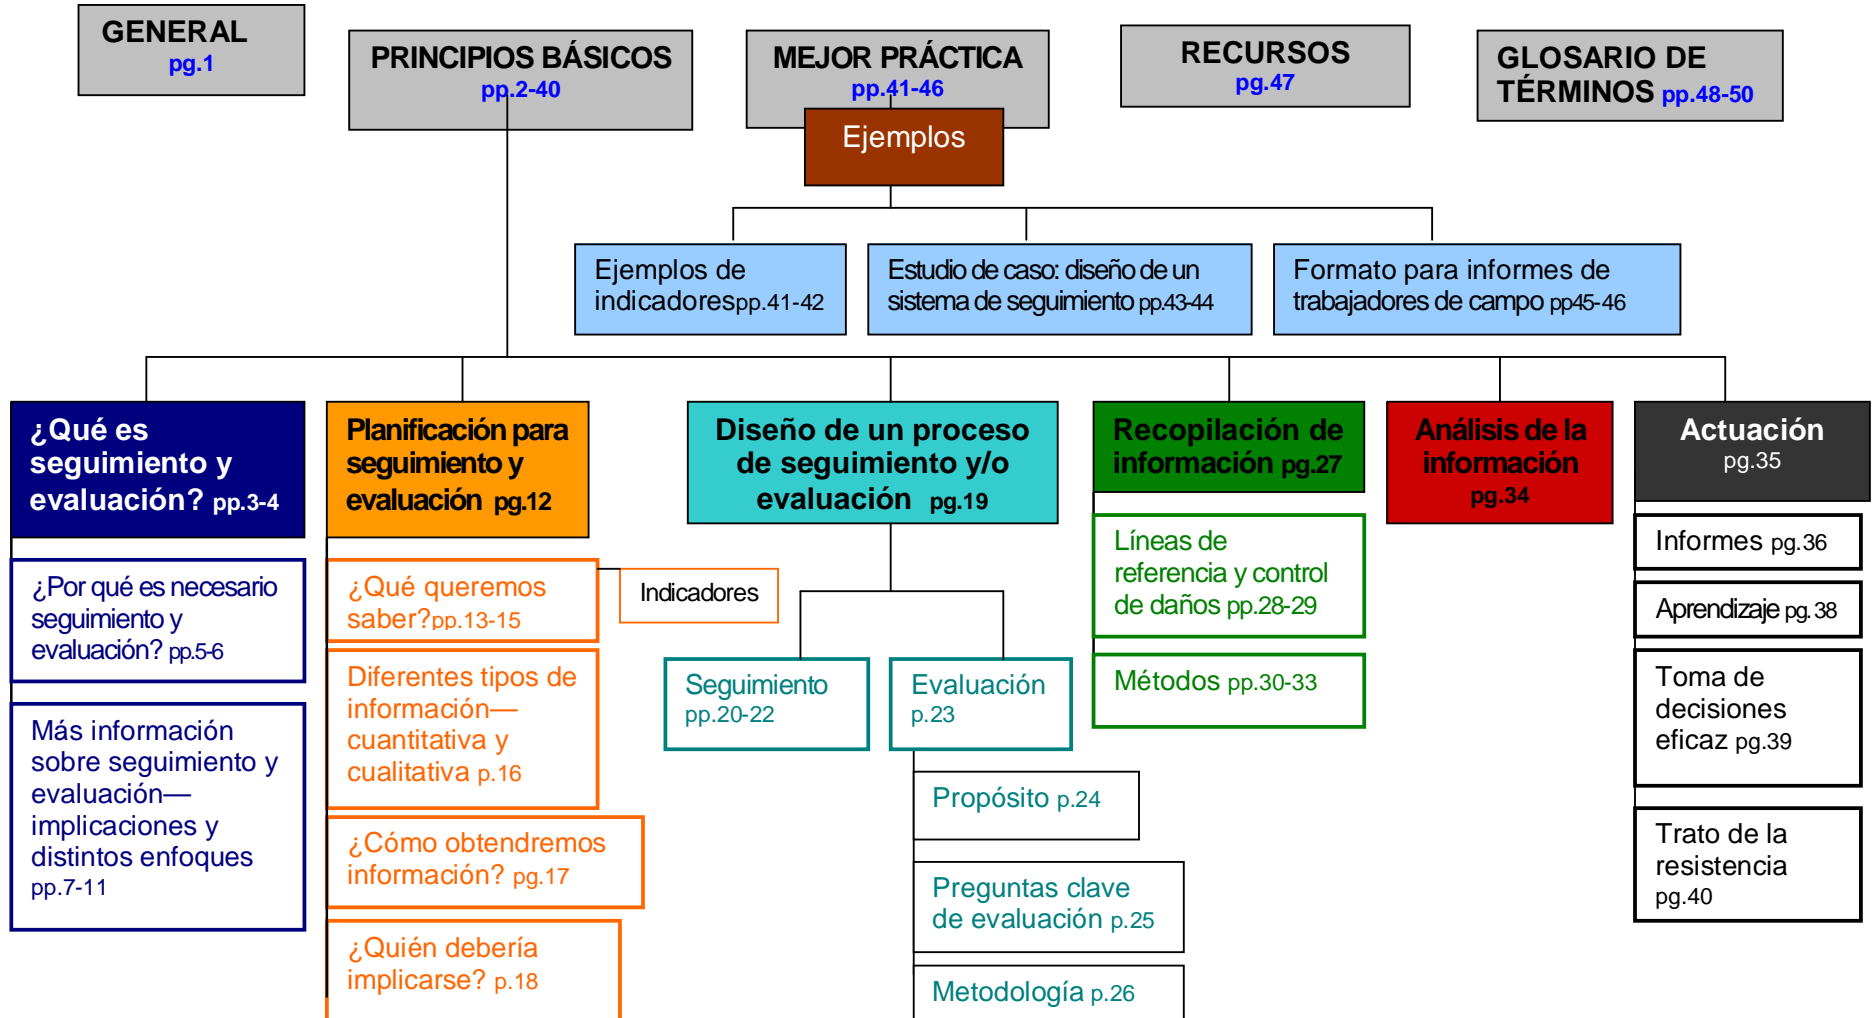 GENERAL
pg.1
PRINCIPIOS BÁSICOS
pp.2-40
MEJOR PRÁCTICA
pp.41-46
RECURSOS
pg.47
GLOSARIO DE
TÉRMINOS pp.48-50
Ejemplos
Ejemplos de
indicadorespp.41-42
Estudio de caso: diseño de un
sistema de seguimiento pp.43-44
Formato para informes de
trabajadores de campo pp45-46
¿Qué es
seguimiento y
evaluación? pp.3-4
¿Por qué es necesario
seguimiento y
evaluación? pp.5-6
Más información
sobre seguimiento y
evaluación—
implicaciones y
distintos enfoques
pp.7-11
Planificación para
seguimiento y
evaluación pg.12
¿Qué queremos
saber?pp.13-15
Indicadores
Diferentes tipos de
información—
cuantitativa y
cualitativa p.16
¿Cómo obtendremos
información? pg.17
¿Quién debería
implicarse? p.18
Diseño de un proceso
de seguimiento y/o
evaluación pg.19
Seguimiento
pp.20-22
Evaluación
p.23
Propósito p.24
Preguntas clave
de evaluación p.25
Metodología p.26
Recopilación de
información pg.27
Líneas de
referencia y control
de daños pp.28-29
Métodos pp.30-33
Análisis de la
información
pg.34
Actuación
pg.35
Informes pg.36
Aprendizaje pg.38
Toma de
decisiones
eficaz pg.39
Trato de la
resistencia
pg.40